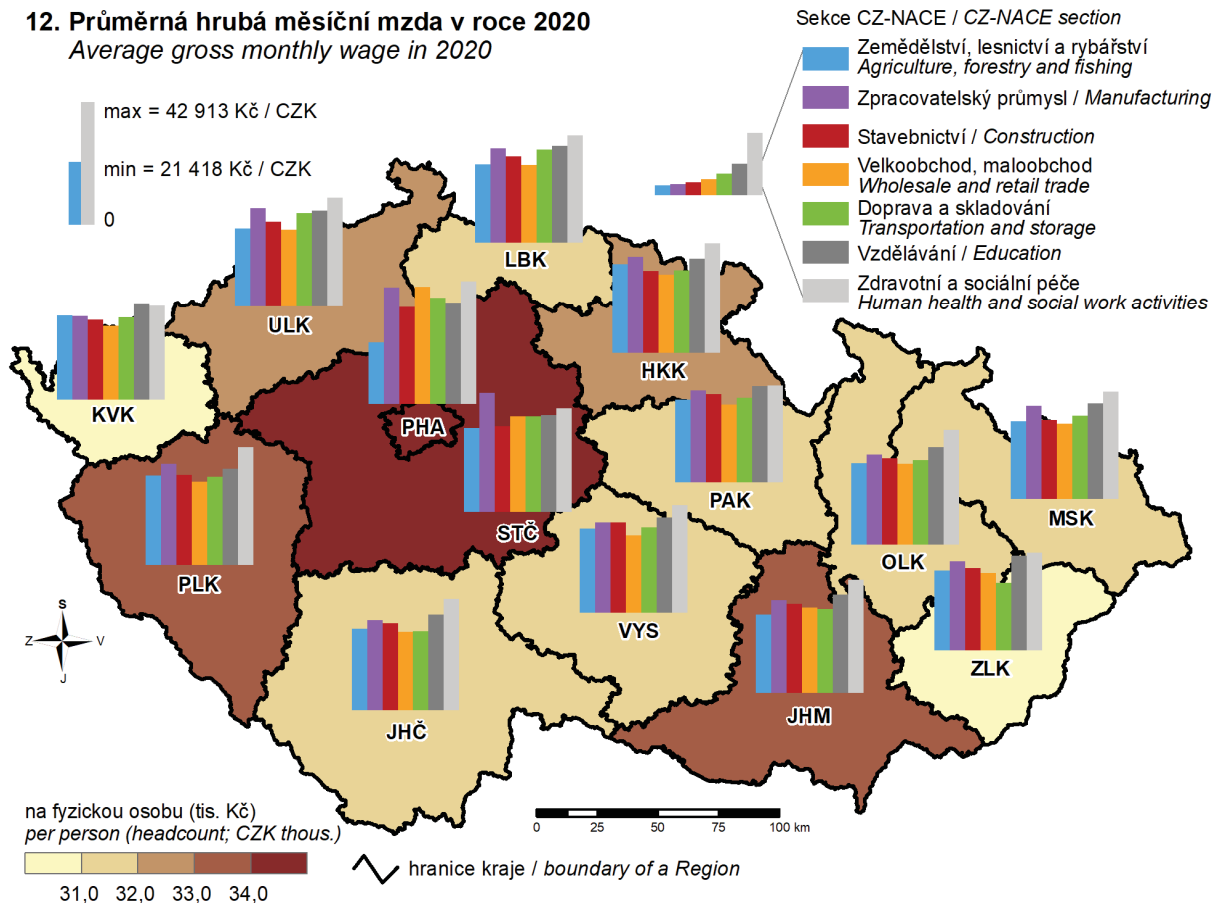 12. Průměrná hrubá měsíční mzda v roce 2020
Average gross monthly wage in 2020
max = 42 913 Kč / CZK
min = 21 418 Kč / CZK
0
Sekce CZ-NACE / CZ-NACE section
Zemědělství, lesnictví a rybářství
Agriculture, forestry and fishing
Zpracovatelský průmysl / Manufacturing
Stavebnictví / Construction
Velkoobchod, maloobchod
Wholesale and retail trade
Doprava a skladování
Transportation and storage
Vzdělávání / Education
Zdravotní a sociální péče
Human health and social work activities
LBK
ULK
HKK
KVK
PHA
PAK
MSK
STČ
OLK
PLK
VYS
ZLK
JHČ
JHM
S
Z
V
J
na fyzickou osobu (tis. Kč)
per person (headcount; CZK thous.)
31,0 32,0 33,0 34,0
hranice kraje / boundary of a Region
0 25 50 75 100 km